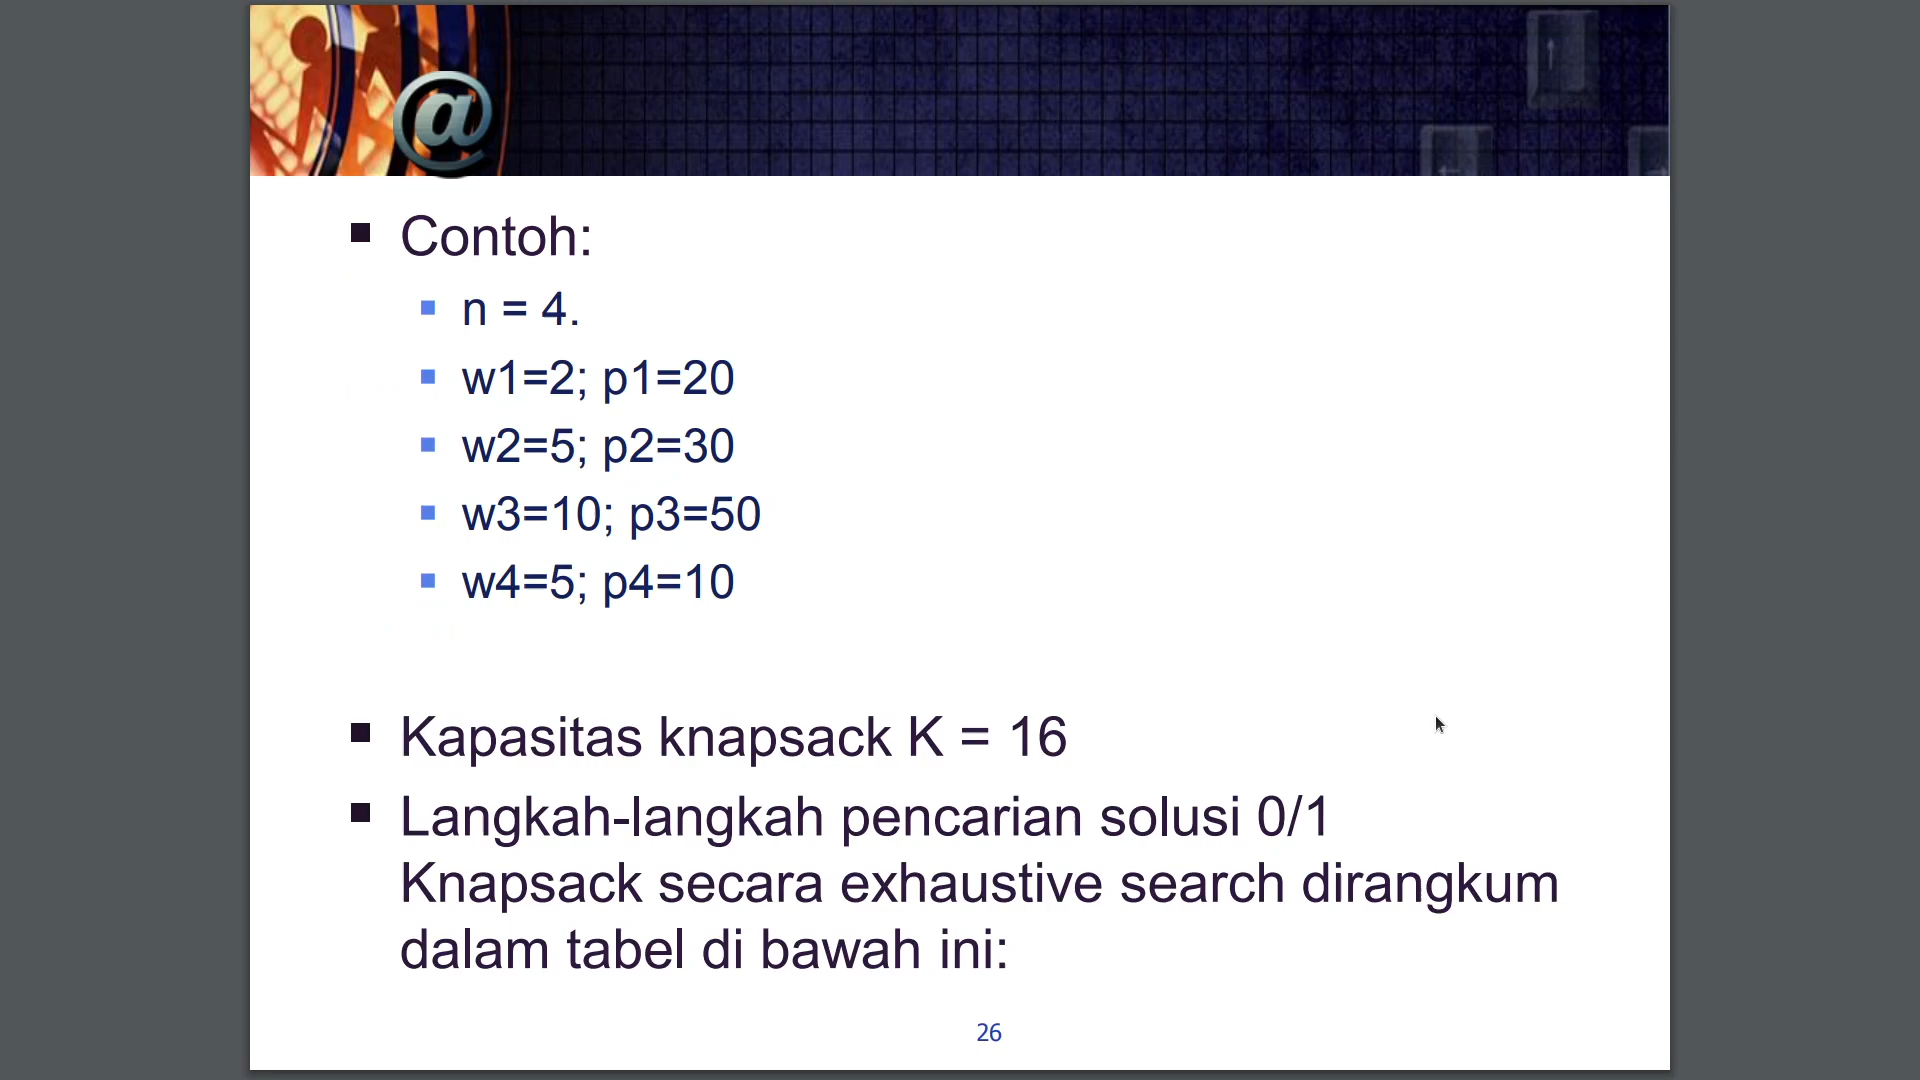 @
Contoh:
n = 4.
w1=2; p1=20
w2=5; p2=30
w3=10; p3=50
w4=5; p4=10
Kapasitas knapsack K = 16
Langkah-langkah pencarian solusi 0/1
Knapsack secara exhaustive search dirangkum
dalam tabel di bawah ini:
26